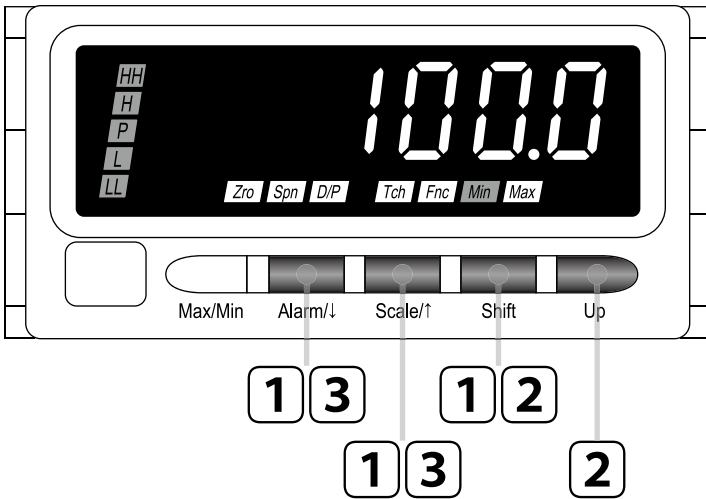 HH
100.0
H
P
L
LL
Zro Spn D/P Tch Fnc Min Max
Max/Min Alarm/↓ Scale/↑ Shift Up
1 3 1 2
1 3 2